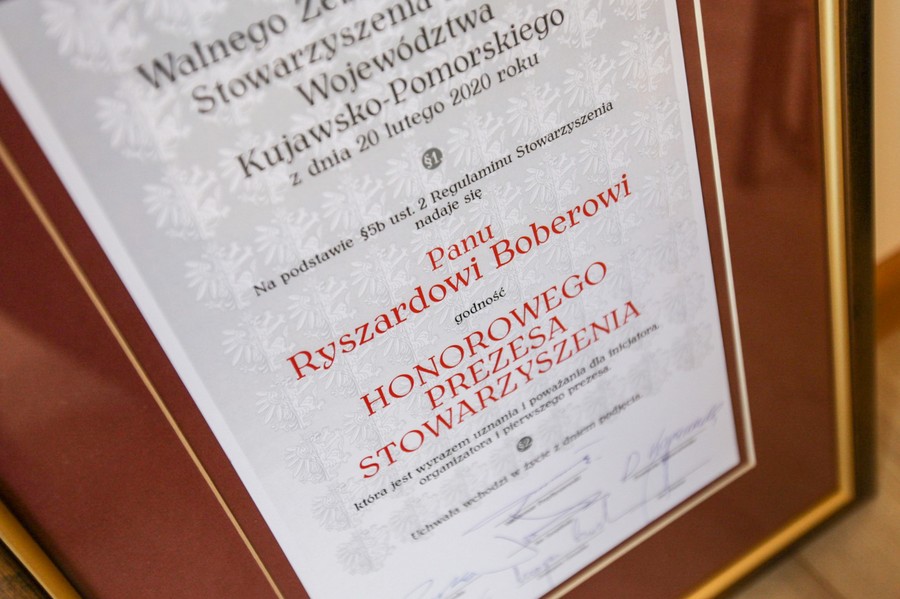 Walnego
Stowarzyszenia
Województwa
Kujawsko-Pomorskiego
z dnia 20 lutego 2020 roku
§1.
Na podstawie §5b ust. 2 Regulaminu Stowarzyszenia
nadaje się
Panu
Ryszardowi Boberowi
godność
HONOROWEGO
PREZESA
STOWARZYSZENIA
która jest wyrazem uznania i poważania dla inicjatora,
organizatora i pierwszego prezesa.
Uchwała wchodzi w życie z dniem podjęcia.